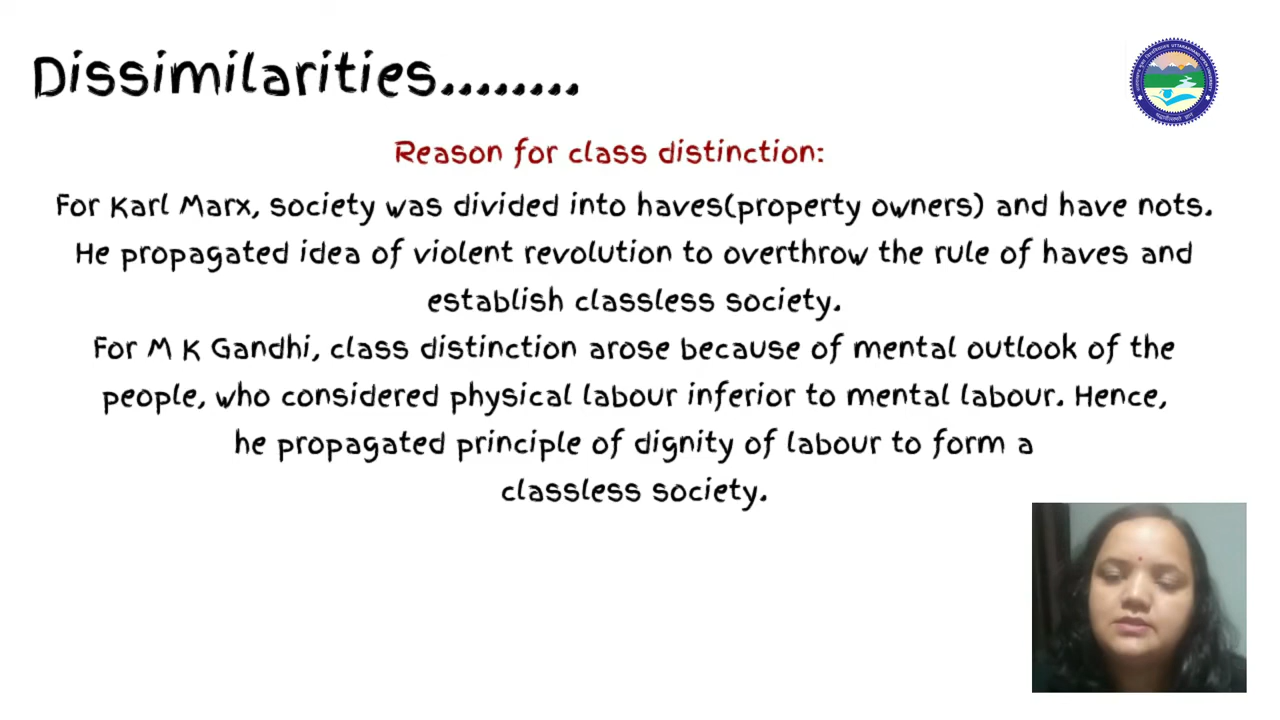 Dissimilarities........
Reason for class distinction:
For Karl Marx, society was divided into haves(property owners) and have nots.
He propagated idea of violent revolution to overthrow the rule of haves and
establish classless society.
For M K Gandhi, class distinction arose because of mental outlook of the
people, who considered physical labour inferior to mental labour. Hence,
he propagated principle of dignity of labour to form a
classless society.